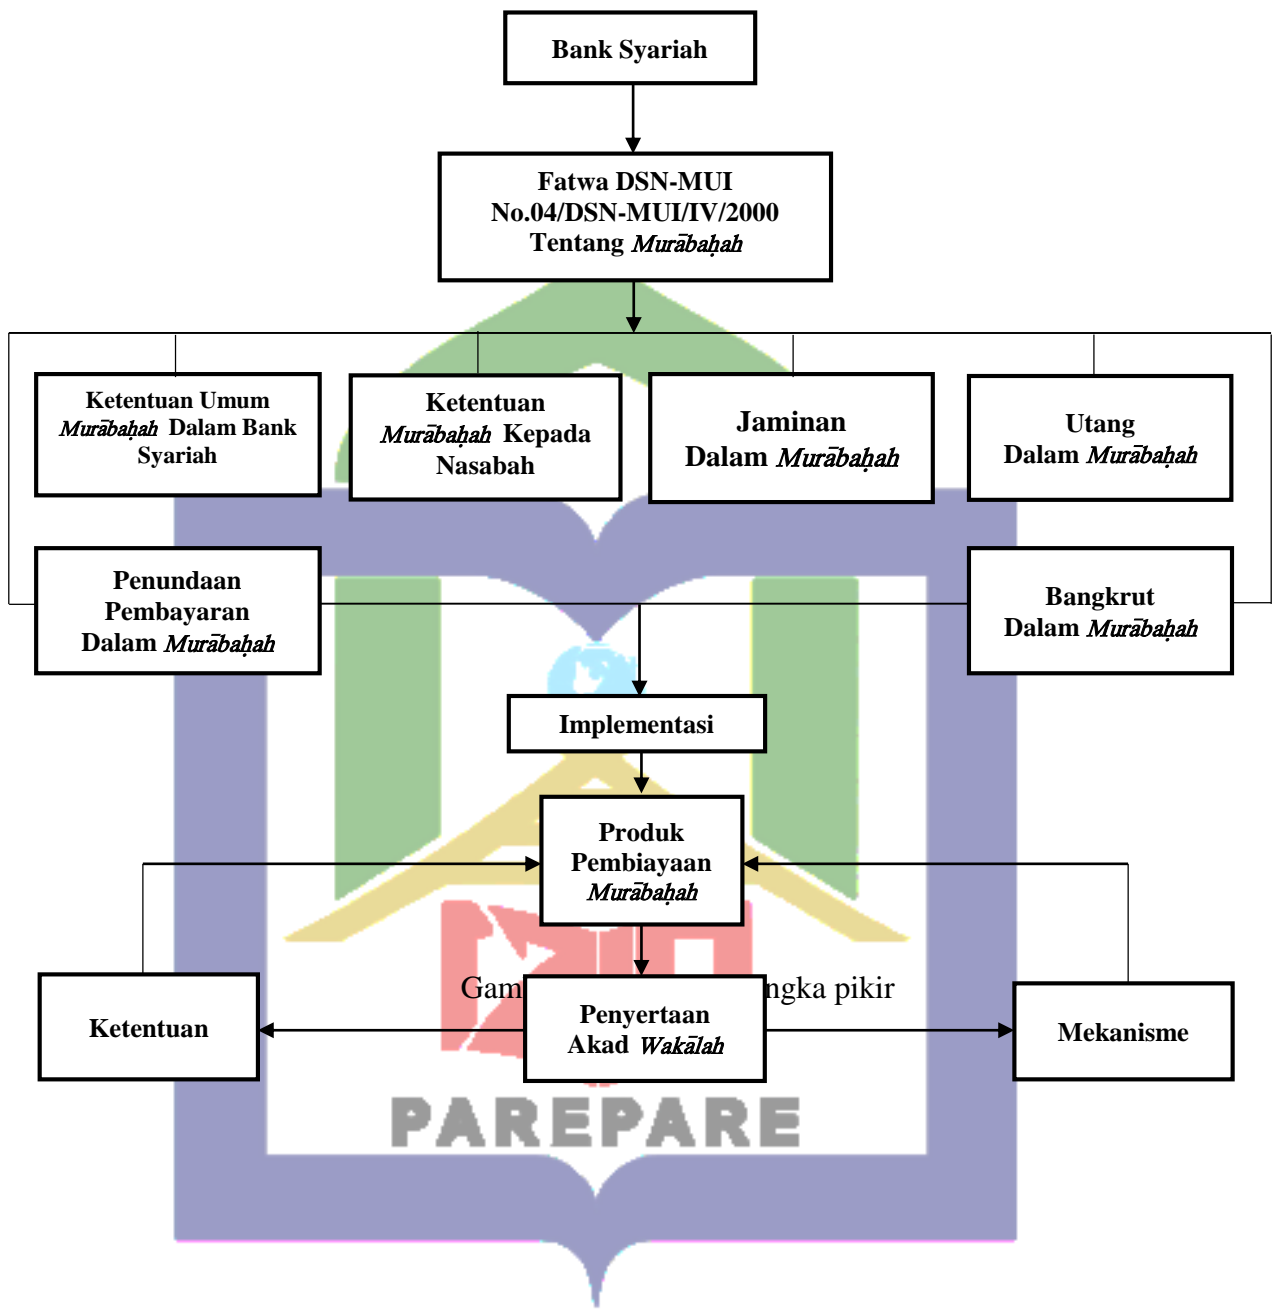 Bank Syariah
Fatwa DSN-MUI
No.04/DSN-MUI/IV/2000
Tentang Murābaḥah
Ketentuan Umum
Murābaḥah Dalam Bank
Syariah
Ketentuan
Murābaḥah Kepada
Nasabah
Jaminan
Dalam Murābaḥah
Utang
Dalam Murābaḥah
Penundaan
Pembayaran
Dalam Murābaḥah
Bangkrut
Dalam Murābaḥah
Implementasi
Produk
Pembiayaan
Murābaḥah
Ketentuan
Penyertaan
Akad Wakālah
Mekanisme
pikir
PAREPARE